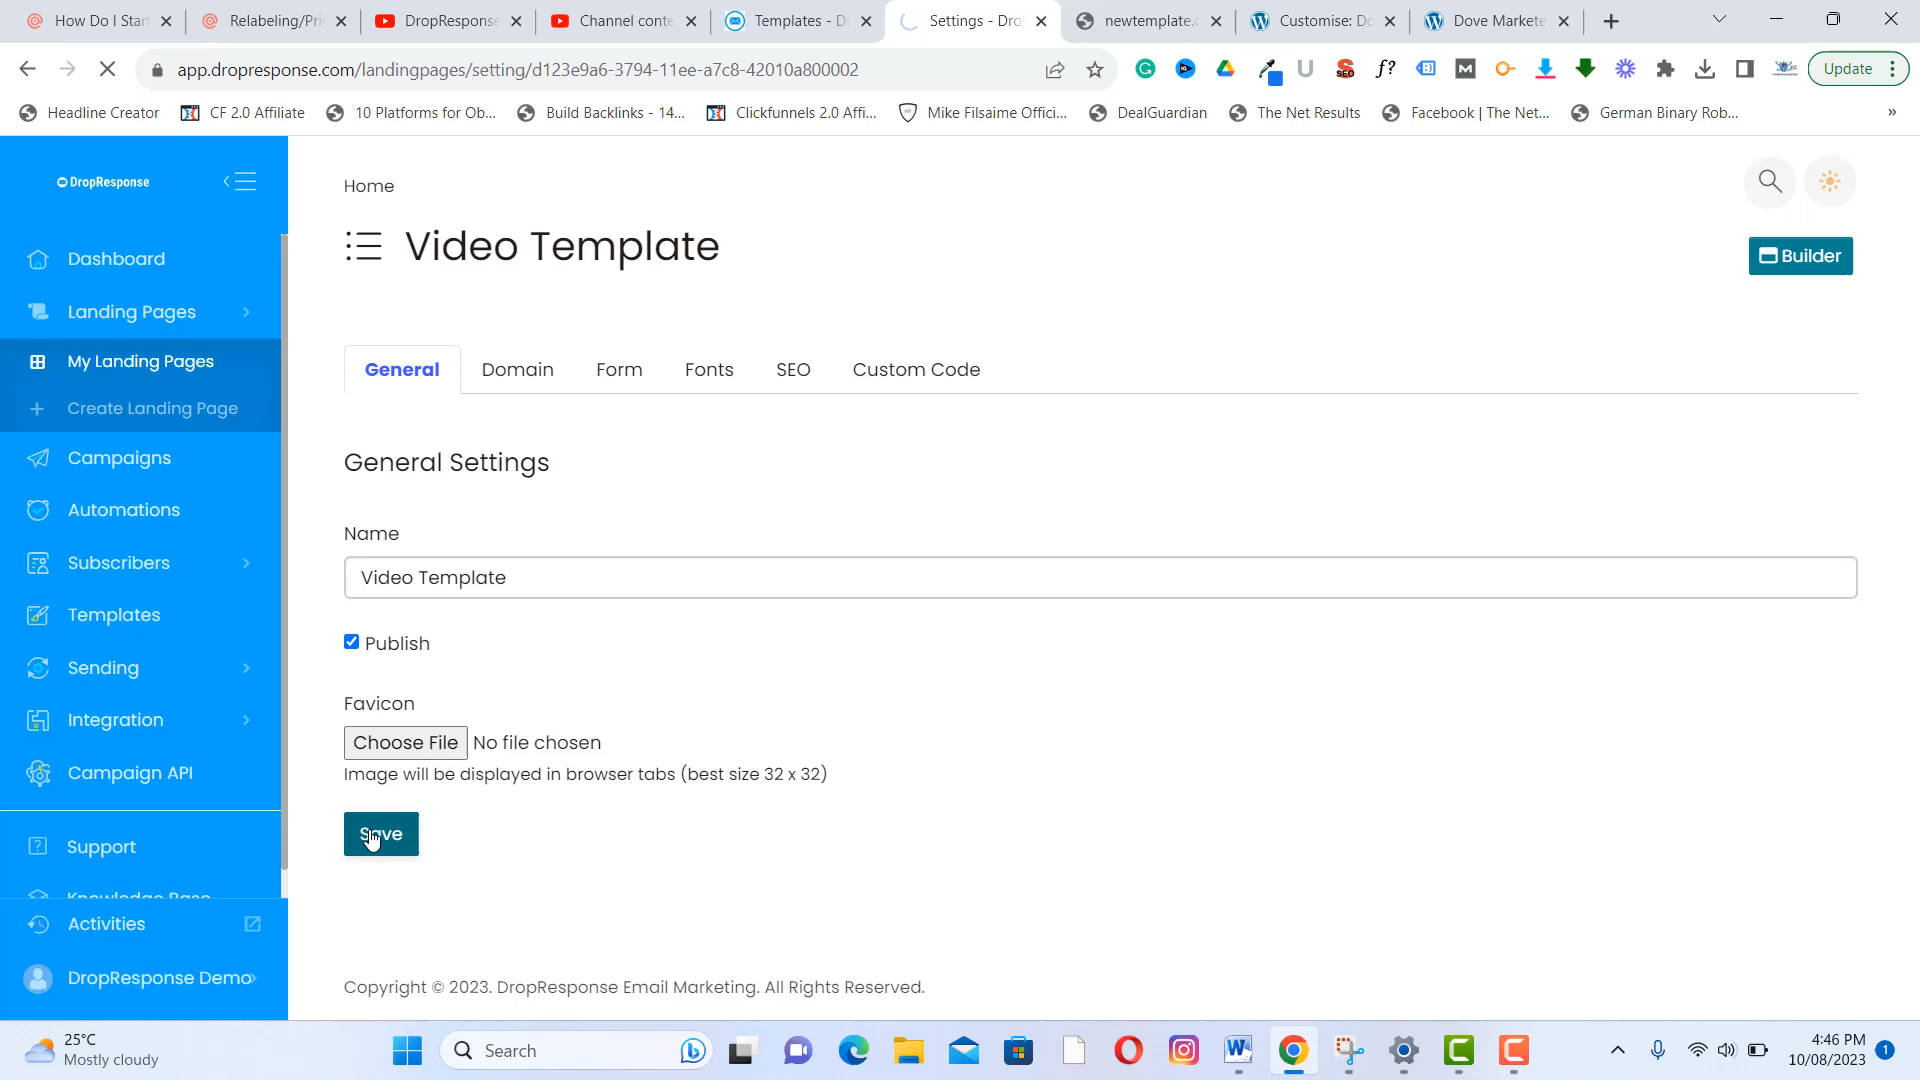 How Do I Star
Relabeling/Pri
DropResponse
Channel conte
Templates - D
Settings - Dro
newtemplate.c
Customise: Do
Dove Markete
app.dropresponse.com/landingpages/setting/d123e9a6-3794-11ee-a7c8-42010a800002
Update
Headline Creator
CF 2.0 Affiliate
10 Platforms for Ob...
Build Backlinks - 14...
Clickfunnels 2.0 Affi...
Mike Filsaime Offici...
DealGuardian
The Net Results
Facebook | The Net...
German Binary Rob...
»
DropResponse
Dashboard
Landing Pages
My Landing Pages
Create Landing Page
Campaigns
Automations
Subscribers
Templates
Sending
Integration
Campaign API
Support
Knowledge Base
Activities
DropResponse Demo
Home
Video Template
Builder
General
Domain
Form
Fonts
SEO
Custom Code
General Settings
Name
Video Template
Publish
Favicon
Choose File No file chosen
Image will be displayed in browser tabs (best size 32 x 32)
Save
Copyright © 2023. DropResponse Email Marketing. All Rights Reserved.
25°C
Mostly cloudy
Search
4:46 PM
10/08/2023
1